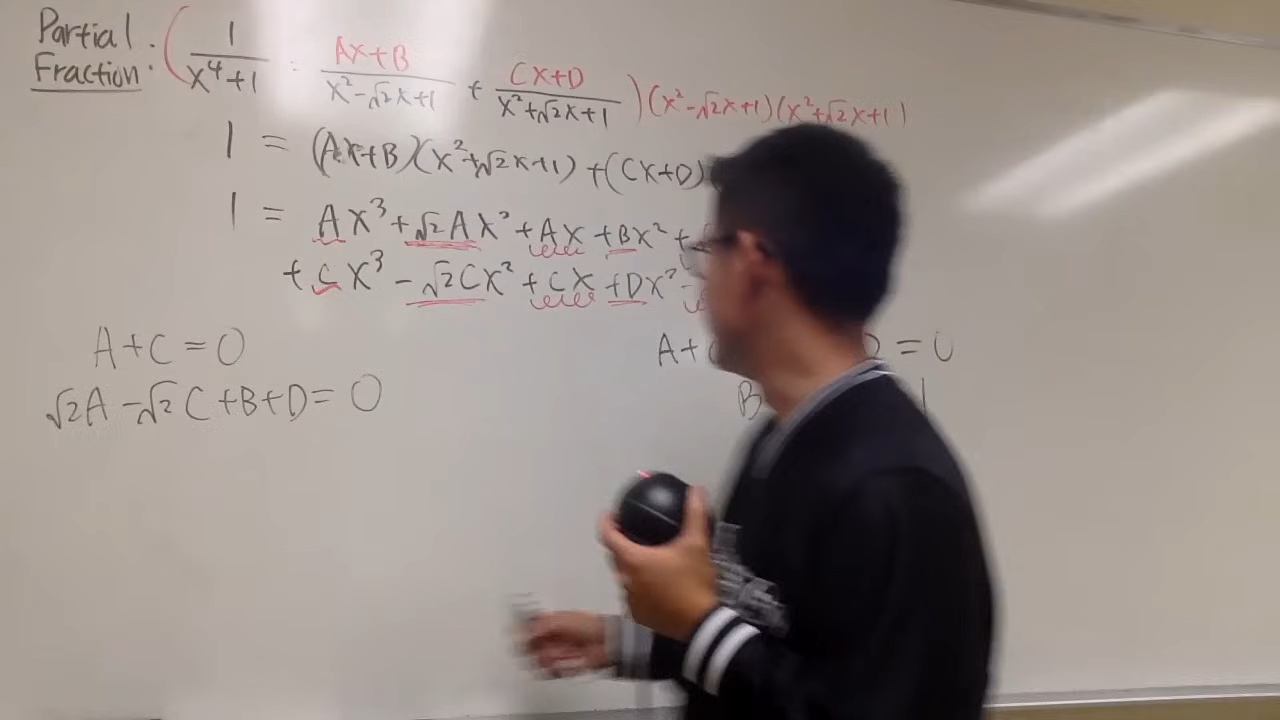 Partial Fraction: ( 1/(x⁴+1) = (Ax+B)/(x²-√2x+1) + (Cx+D)/(x²+√2x+1) ) (x²-√2x+1)(x²+√2x+1)
1 = (Ax+B)(x²+√2x+1) + (Cx+D)
1 = Ax³ + √2Ax² + Ax + Bx² +
+ Cx³ - √2Cx² + Cx + Dx² -
A+C=0
√2A-√2C+B+D=0
A+ = 0
B 1